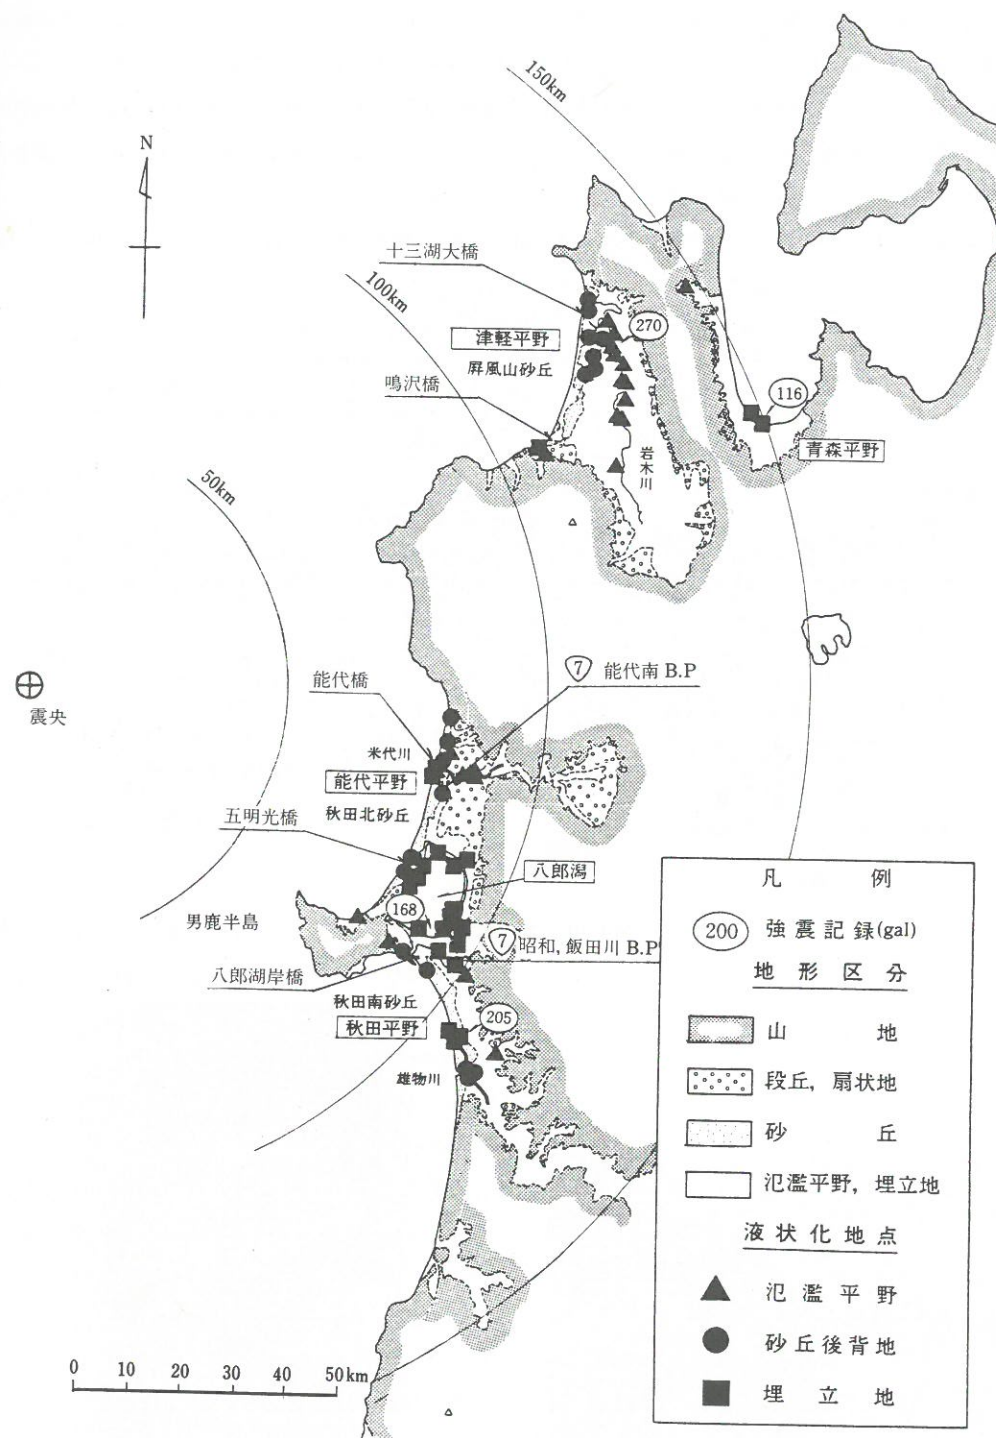 150km
N
十三湖大橋
100km
津軽平野
270
屛風山砂丘
鳴沢橋
116
青森平野
岩木川
50km
能代橋
7 能代南 B.P
震央
米代川
能代平野
秋田北砂丘
五明光橋
八郎潟
男鹿半島
168
7 昭和, 飯田川 B.P
八郎湖岸橋
秋田南砂丘
秋田平野
205
雄物川
凡 例
200 強震記録(gal)
地形区分
山 地
段丘, 扇状地
砂 丘
氾濫平野, 埋立地
液状化地点
氾濫平野
砂丘後背地
埋立地
0 10 20 30 40 50km